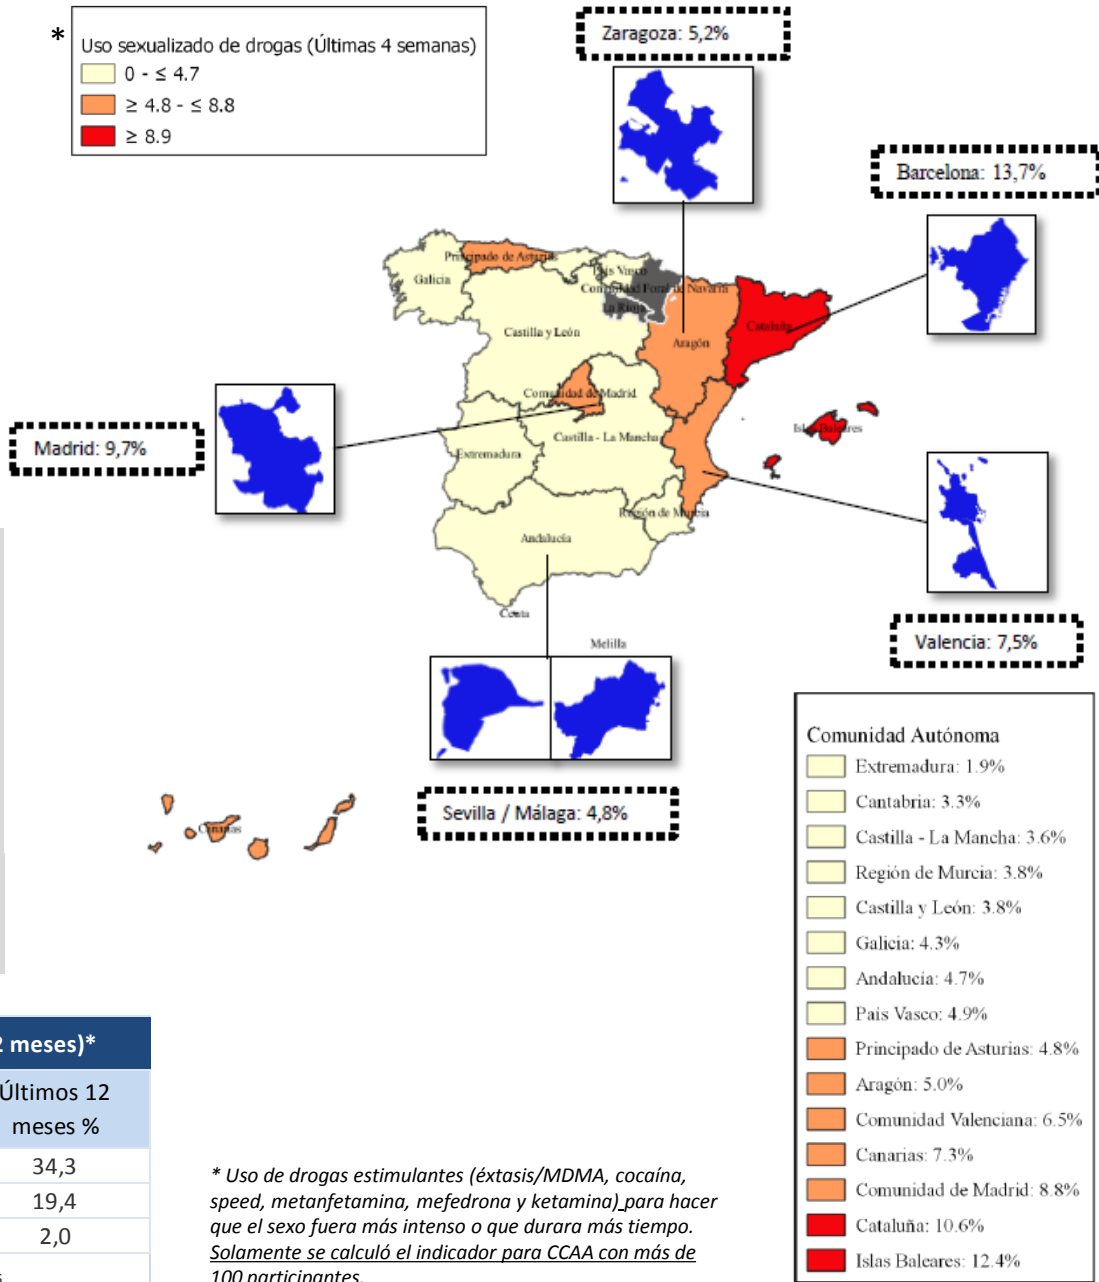 *
Uso sexualizado de drogas (Últimas 4 semanas)
0 - ≤ 4.7
≥ 4.8 - ≤ 8.8
≥ 8.9
Zaragoza: 5,2%
Barcelona: 13,7%
Principado de Asturias
Galicia
País Vasco
Comunidad Foral de Navarra
La Rioja
Castilla y León
Aragón
Cataluña
Comunidad de Madrid
Madrid: 9,7%
Castilla - La Mancha
Islas Baleares
Extremadura
Región de Murcia
Andalucía
Ceuta
Melilla
Valencia: 7,5%
Canarias
Sevilla / Málaga: 4,8%
Comunidad Autónoma
Extremadura: 1.9%
Cantabria: 3.3%
Castilla - La Mancha: 3.6%
Región de Murcia: 3.8%
Castilla y León: 3.8%
Galicia: 4.3%
Andalucía: 4.7%
País Vasco: 4.9%
Principado de Asturias: 4.8%
Aragón: 5.0%
Comunidad Valenciana: 6.5%
Canarias: 7.3%
Comunidad de Madrid: 8.8%
Cataluña: 10.6%
Islas Baleares: 12.4%
2 meses)*
Últimos 12
meses %
34,3
19,4
2,0
* Uso de drogas estimulantes (éxtasis/MDMA, cocaína,
speed, metanfetamina, mefedrona y ketamina) para hacer
que el sexo fuera más intenso o que durara más tiempo.
Solamente se calculó el indicador para CCAA con más de
100 participantes.